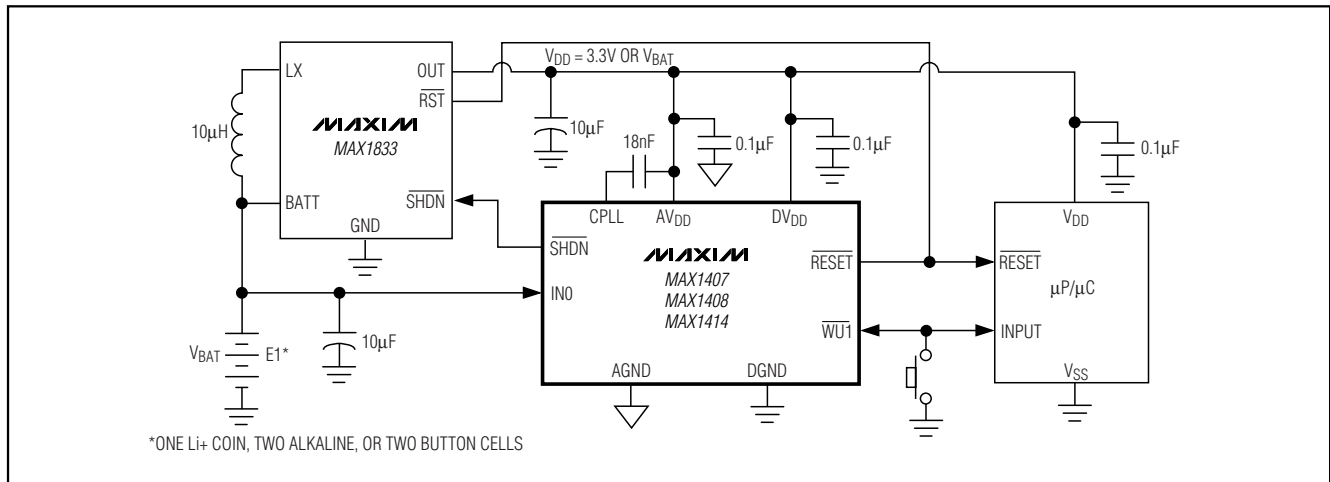 V_DD = 3.3V OR V_BAT
LX
OUT
RST
10μH
MAXIM
MAX1833
10μF
18nF
0.1μF
0.1μF
0.1μF
BATT
SHDN
GND
CPLL
AV_DD
DV_DD
V_DD
SHDN
MAXIM
RESET
RESET
MAX1407
MAX1408
MAX1414
μP/μC
IN0
WU1
INPUT
V_BAT
E1*
10μF
AGND
DGND
V_SS
*ONE Li+ COIN, TWO ALKALINE, OR TWO BUTTON CELLS